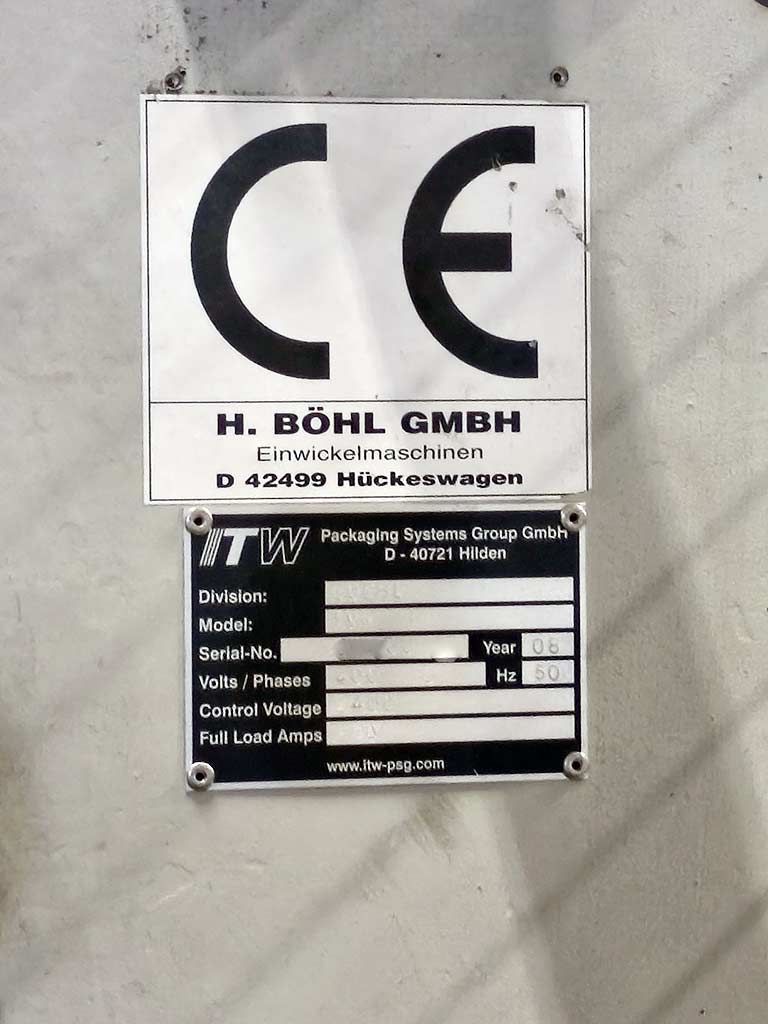 CE
H. BÖHL GMBH
Einwickelmaschinen
D 42499 Hückeswagen
ITW Packaging Systems Group GmbH
D - 40721 Hilden
Division:
Model:
Serial-No. Year 08
Volts / Phases Hz 50
Control Voltage
Full Load Amps
www.itw-psg.com